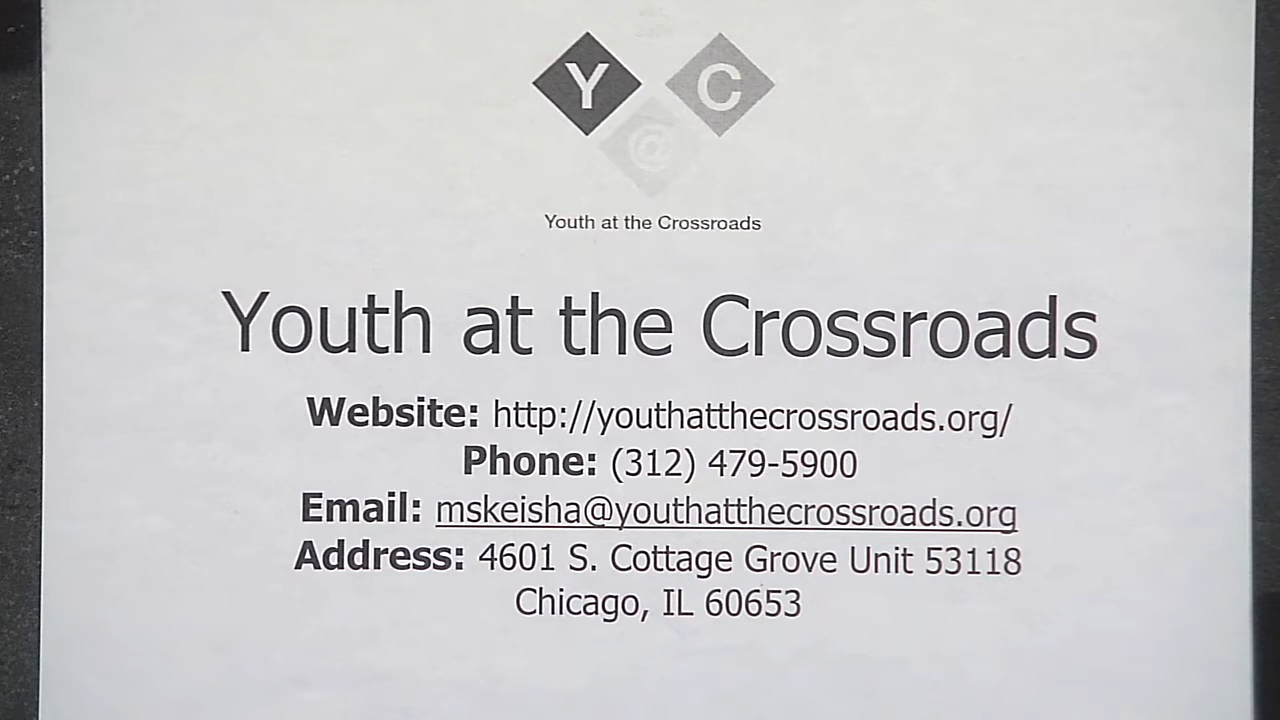 Y C
@
Youth at the Crossroads
Youth at the Crossroads
Website: http://youthatthecrossroads.org/
Phone: (312) 479-5900
Email: mskeisha@youthatthecrossroads.org
Address: 4601 S. Cottage Grove Unit 53118
Chicago, IL 60653